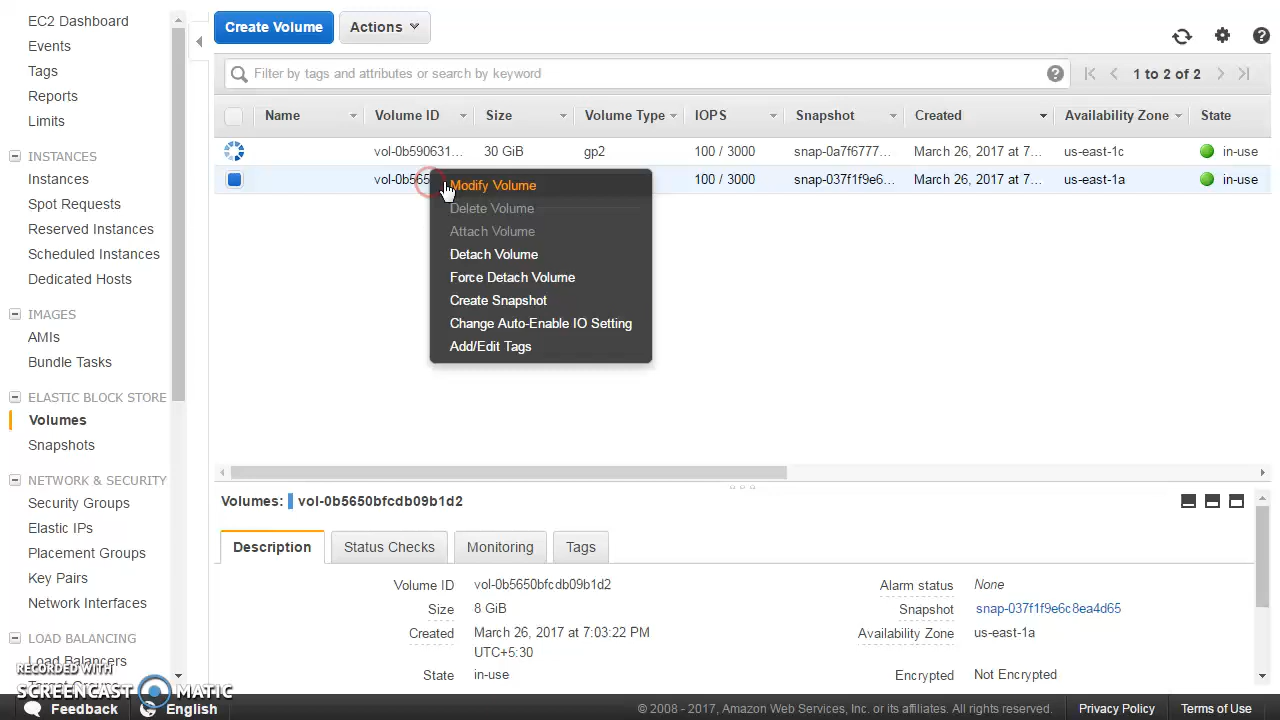 EC2 Dashboard
Events
Tags
Reports
Limits
INSTANCES
Instances
Spot Requests
Reserved Instances
Scheduled Instances
Dedicated Hosts
IMAGES
AMIs
Bundle Tasks
ELASTIC BLOCK STORE
Volumes
Snapshots
NETWORK & SECURITY
Security Groups
Elastic IPs
Placement Groups
Key Pairs
Network Interfaces
LOAD BALANCING
Load Balancers
Create Volume Actions
Filter by tags and attributes or search by keyword
1 to 2 of 2
Name Volume ID Size Volume Type IOPS Snapshot Created Availability Zone State
vol-0b590631... 30 GiB gp2 100 / 3000 snap-0a7f6777... March 26, 2017 at 7... us-east-1c in-use
vol-0b565 100 / 3000 snap-037f1f9e6... March 26, 2017 at 7... us-east-1a in-use
Modify Volume
Delete Volume
Attach Volume
Detach Volume
Force Detach Volume
Create Snapshot
Change Auto-Enable IO Setting
Add/Edit Tags
Volumes: vol-0b5650bfcdb09b1d2
Description Status Checks Monitoring Tags
Volume ID vol-0b5650bfcdb09b1d2 Alarm status None
Size 8 GiB Snapshot snap-037f1f9e6c8ea4d65
Created March 26, 2017 at 7:03:22 PM UTC+5:30 Availability Zone us-east-1a
State in-use Encrypted Not Encrypted
RECORDED WITH
SCREENCAST MATIC
Feedback English © 2008 - 2017, Amazon Web Services, Inc. or its affiliates. All rights reserved. Privacy Policy Terms of Use